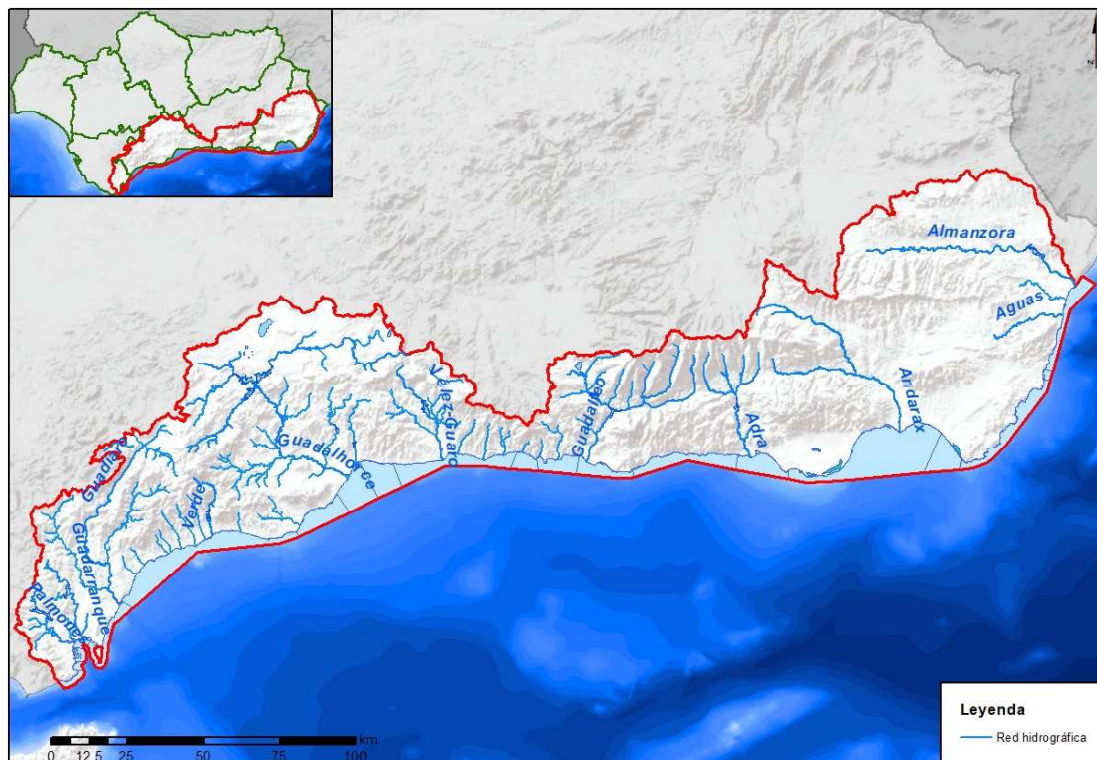 N
Almanzora
Aguas
Andarax
Adra
Guadalfeo
Vélez-Guaro
Guadalhorce
Verde
Guadiaro
Guadarranque
Palmones
km
0 12,5 25 50 75 100
Leyenda
Red hidrográfica